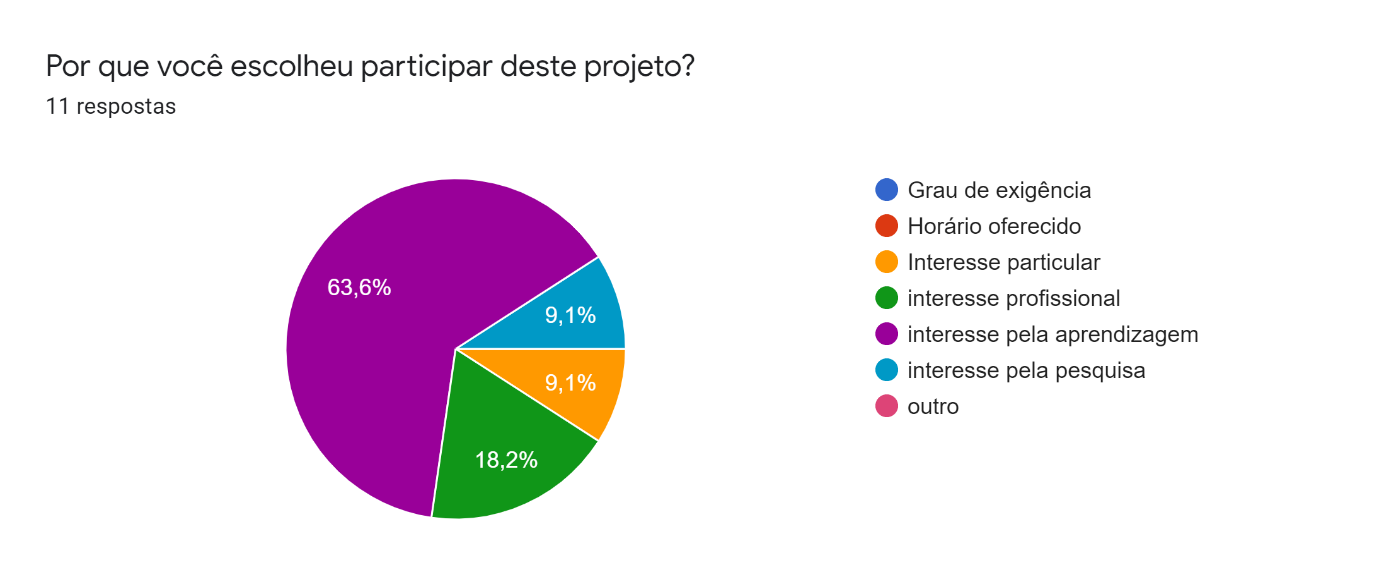 Por que você escolheu participar deste projeto?
11 respostas
63,6%
9,1%
9,1%
18,2%
Grau de exigência
Horário oferecido
Interesse particular
interesse profissional
interesse pela aprendizagem
interesse pela pesquisa
outro